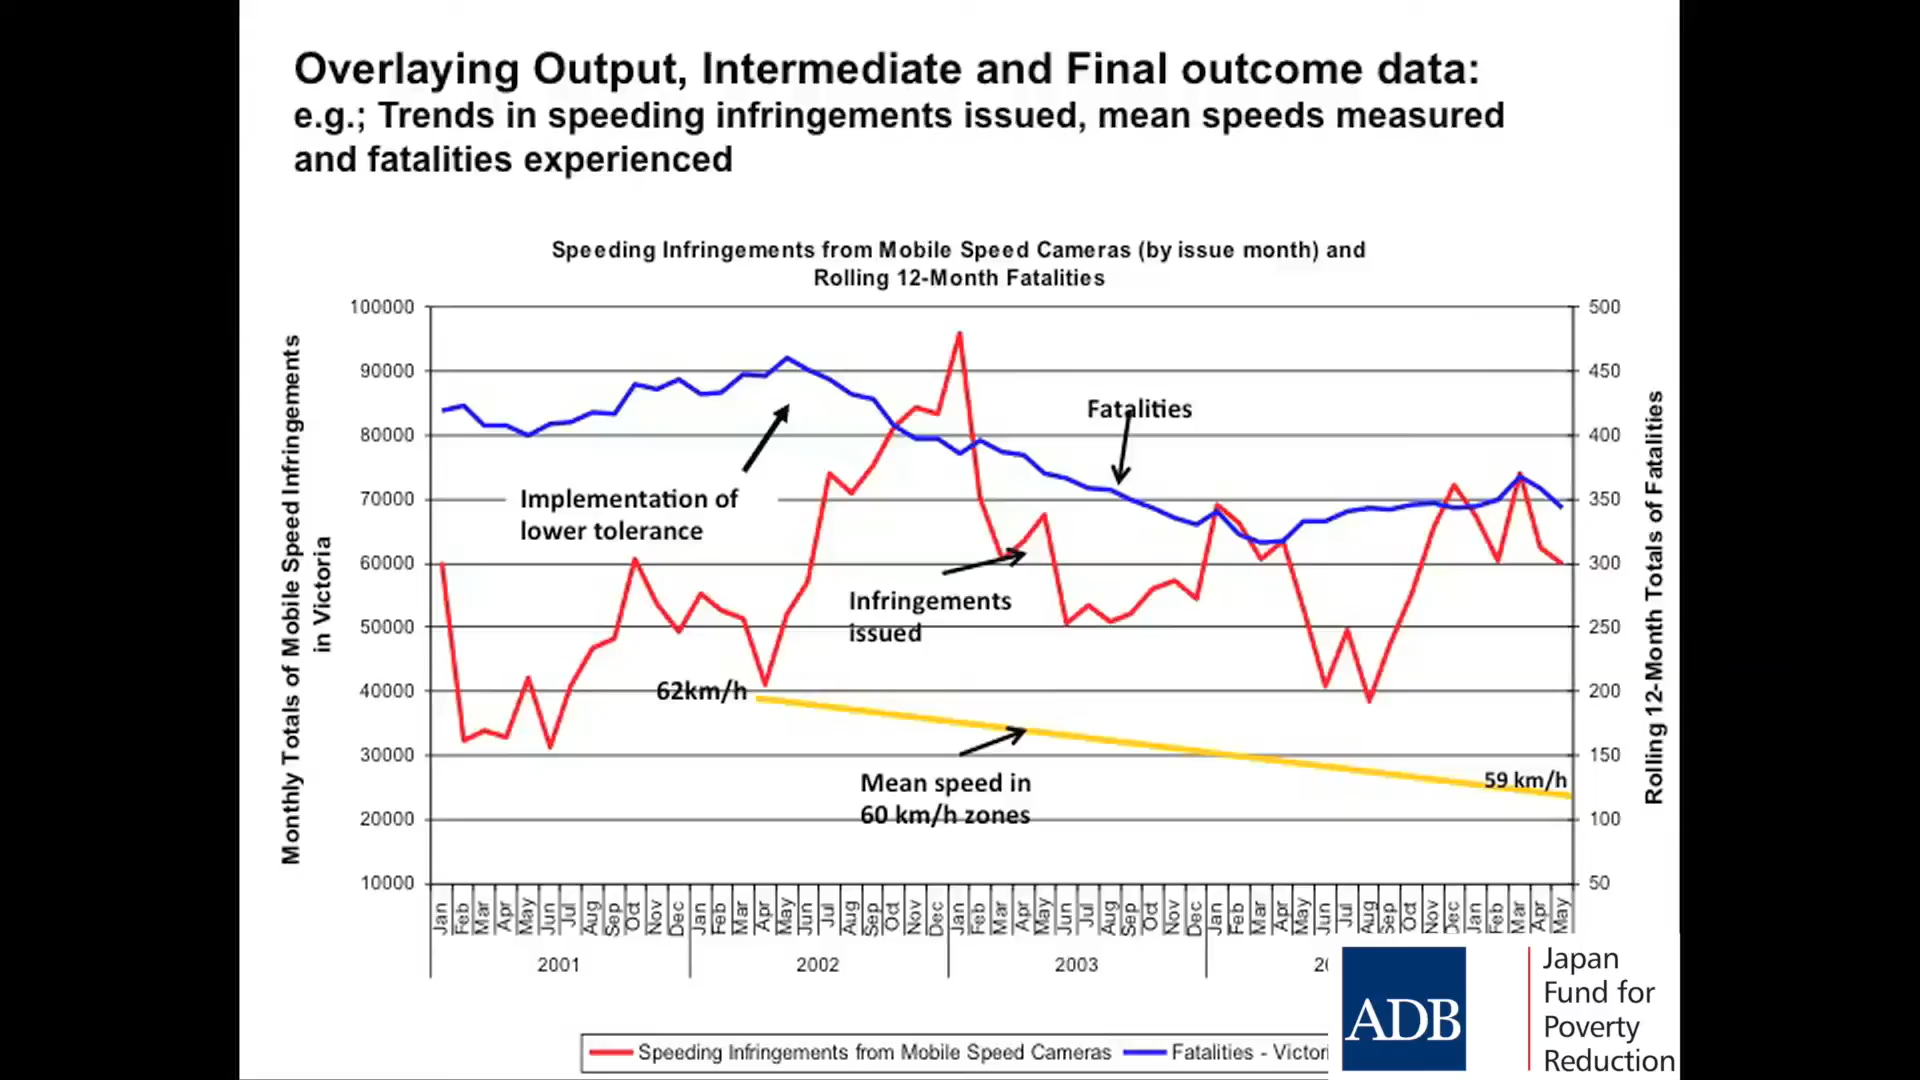 Overlaying Output, Intermediate and Final outcome data:
e.g.; Trends in speeding infringements issued, mean speeds measured
and fatalities experienced
Speeding Infringements from Mobile Speed Cameras (by issue month) and
Rolling 12-Month Fatalities
Monthly Totals of Mobile Speed Infringements
in Victoria
100000
90000
80000
70000
60000
50000
40000
30000
20000
10000
Implementation of
lower tolerance
Fatalities
Infringements
issued
62km/h
Mean speed in
60 km/h zones
59 km/h
500
450
400
350
300
250
200
150
100
50
Rolling 12-Month Totals of Fatalities
Jan Feb Mar Apr May Jun Jul Aug Sep Oct Nov Dec Jan Feb Mar Apr May Jun Jul Aug Sep Oct Nov Dec Jan Feb Mar Apr May Jun Jul Aug Sep Oct Nov Dec Jan Feb Mar Apr May Jun Jul Aug Sep Oct Nov Dec Jan Feb Mar Apr May
2001 2002 2003
Speeding Infringements from Mobile Speed Cameras Fatalities - Victori
ADB
Japan
Fund for
Poverty
Reduction